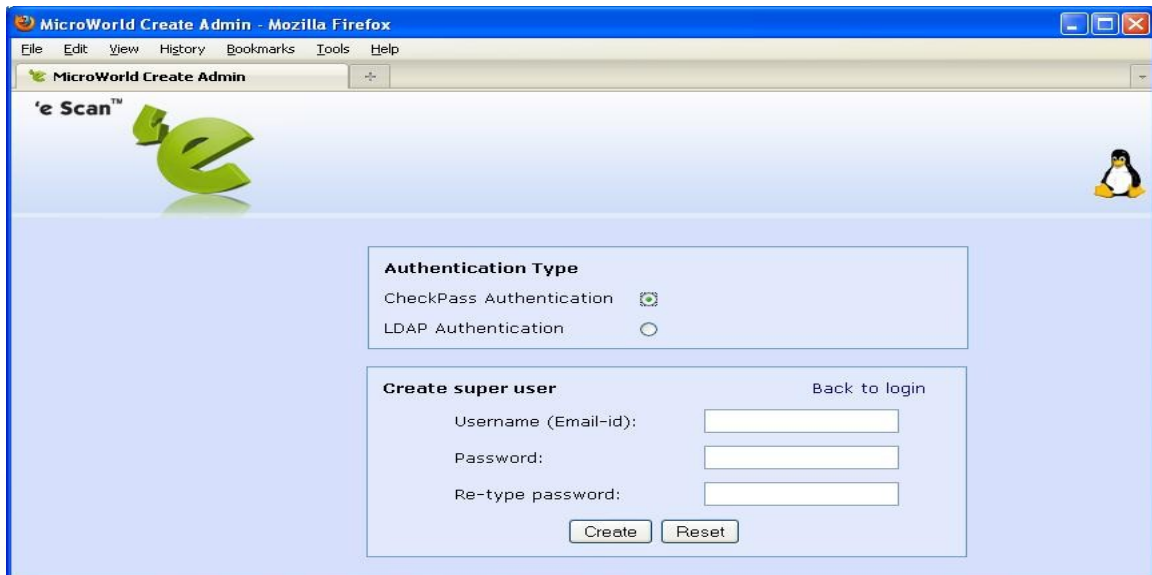 MicroWorld Create Admin - Mozilla Firefox
File Edit View History Bookmarks Tools Help
MicroWorld Create Admin
'e Scan™
Authentication Type
CheckPass Authentication
LDAP Authentication
Create super user Back to login
Username (Email-id):
Password:
Re-type password:
Create Reset